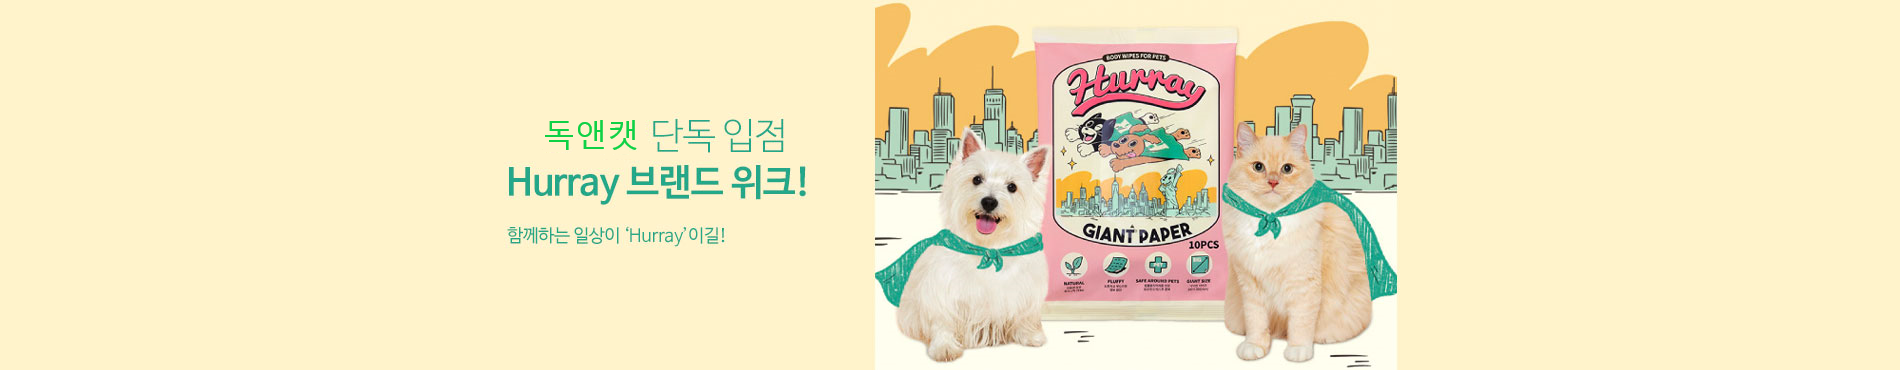 독앤캣 단독 입점
Hurray 브랜드 위크!
함께하는 일상이 ‘Hurray’이길!
BODY WIPES FOR PETS
Hurray
GIANT PAPER
10PCS
NATURAL
FLUFFY
SAFE AROUND PETS
GIANT SIZE